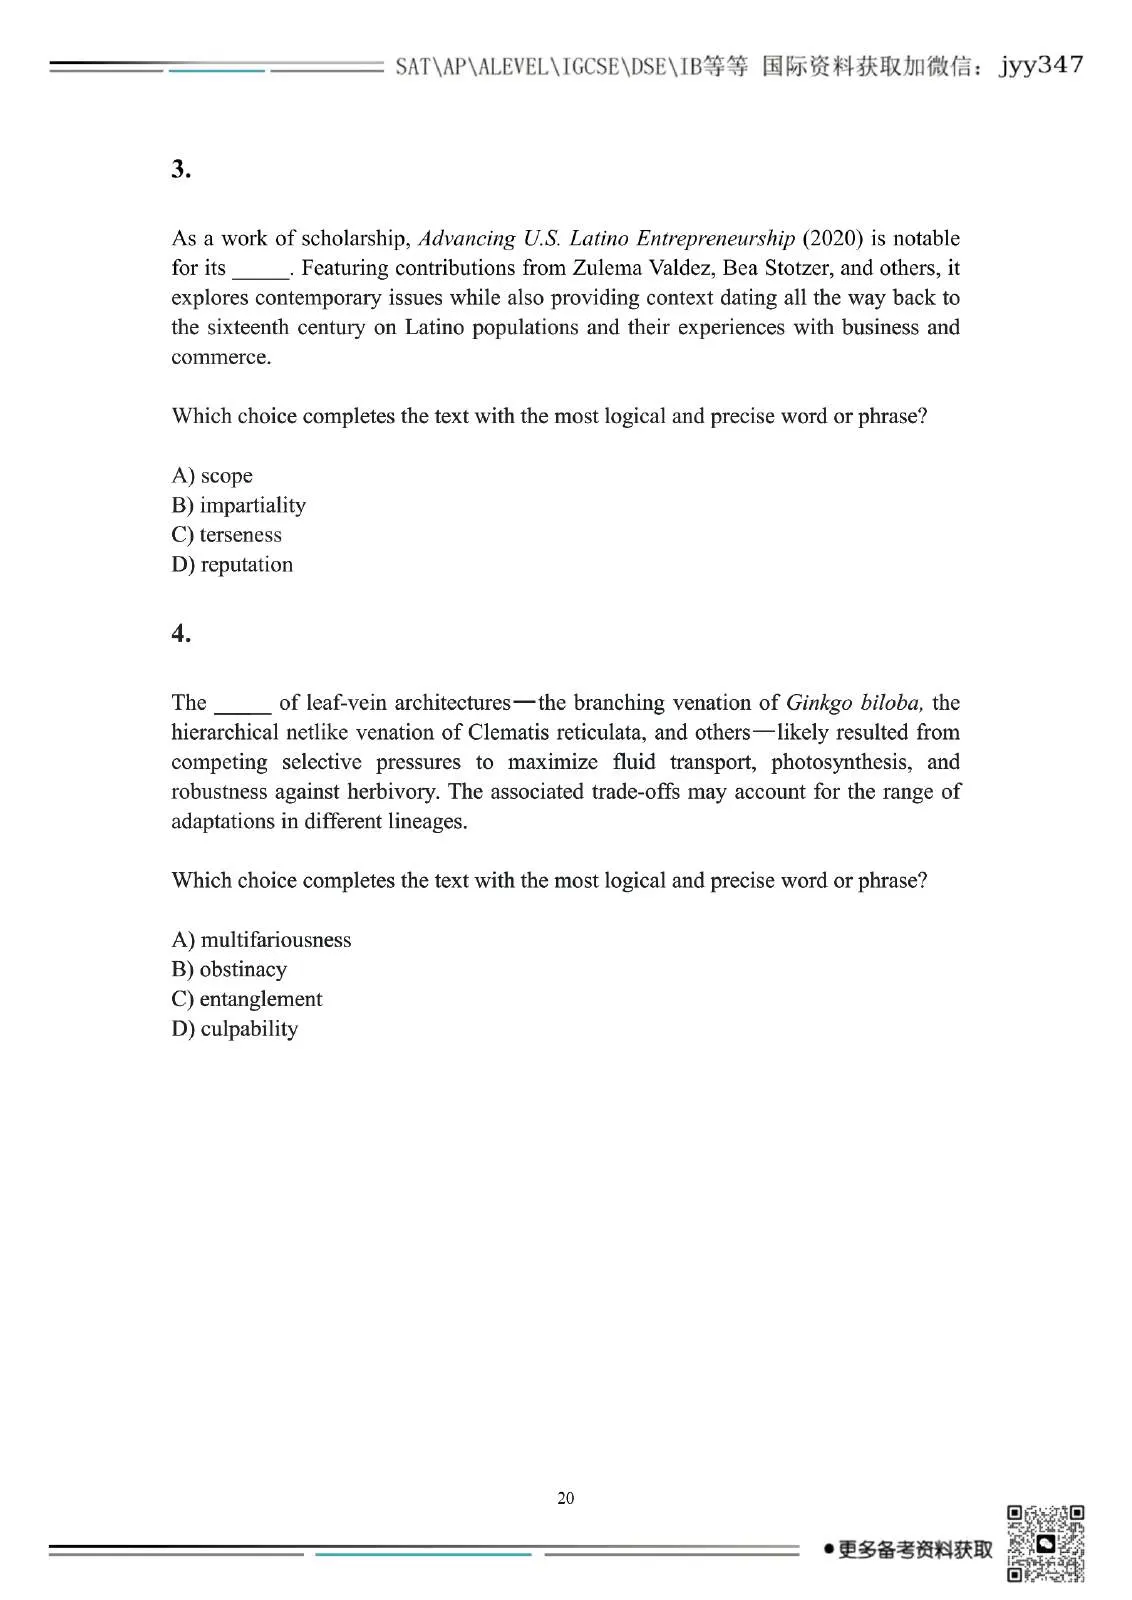 SAT\AP\ALEVEL\IGCSE\DSE\IB等等 国际资料获取加微信: jyy347
3.
As a work of scholarship, Advancing U.S. Latino Entrepreneurship (2020) is notable
for its _____. Featuring contributions from Zulema Valdez, Bea Stotzer, and others, it
explores contemporary issues while also providing context dating all the way back to
the sixteenth century on Latino populations and their experiences with business and
commerce.
Which choice completes the text with the most logical and precise word or phrase?
A) scope
B) impartiality
C) terseness
D) reputation
4.
The _____ of leaf-vein architectures—the branching venation of Ginkgo biloba, the
hierarchical netlike venation of Clematis reticulata, and others—likely resulted from
competing selective pressures to maximize fluid transport, photosynthesis, and
robustness against herbivory. The associated trade-offs may account for the range of
adaptations in different lineages.
Which choice completes the text with the most logical and precise word or phrase?
A) multifariousness
B) obstinacy
C) entanglement
D) culpability
20
●更多备考资料获取